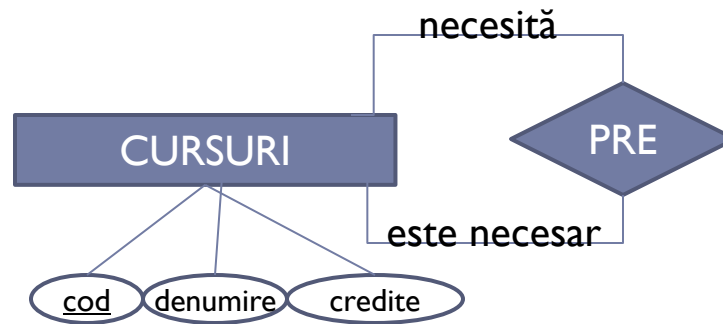 necesită
CURSURI
PRE
este necesar
cod
denumire
credite